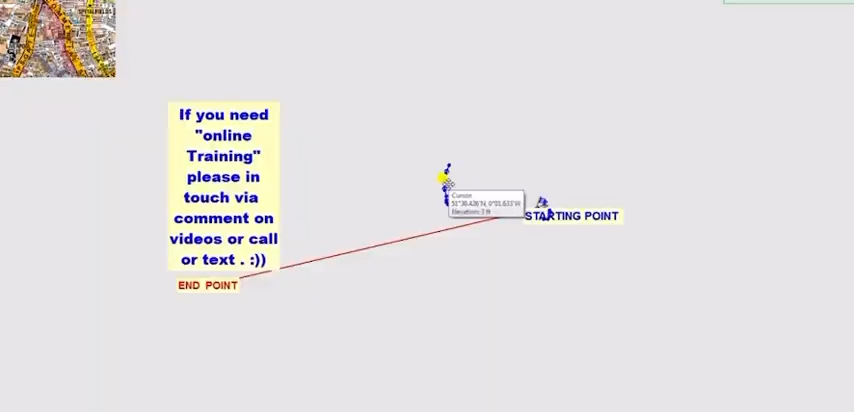 If you need
"online
Training"
please in
touch via
comment on
videos or call
or text . :))
Cursor
STARTING POINT
END POINT